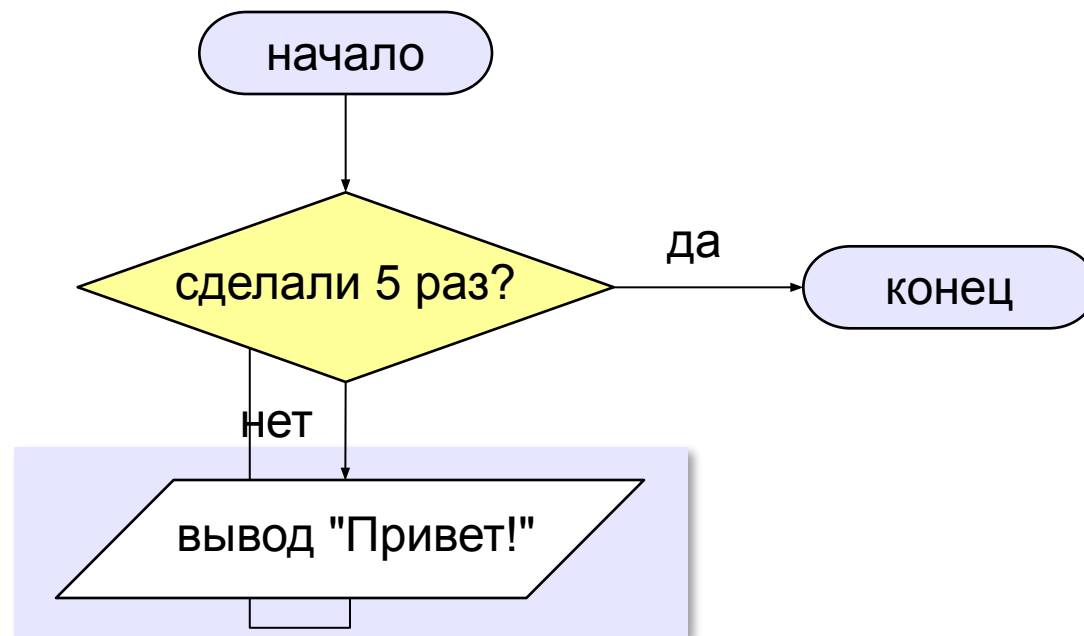 начало
сделали 5 раз?
да
конец
нет
вывод "Привет!"